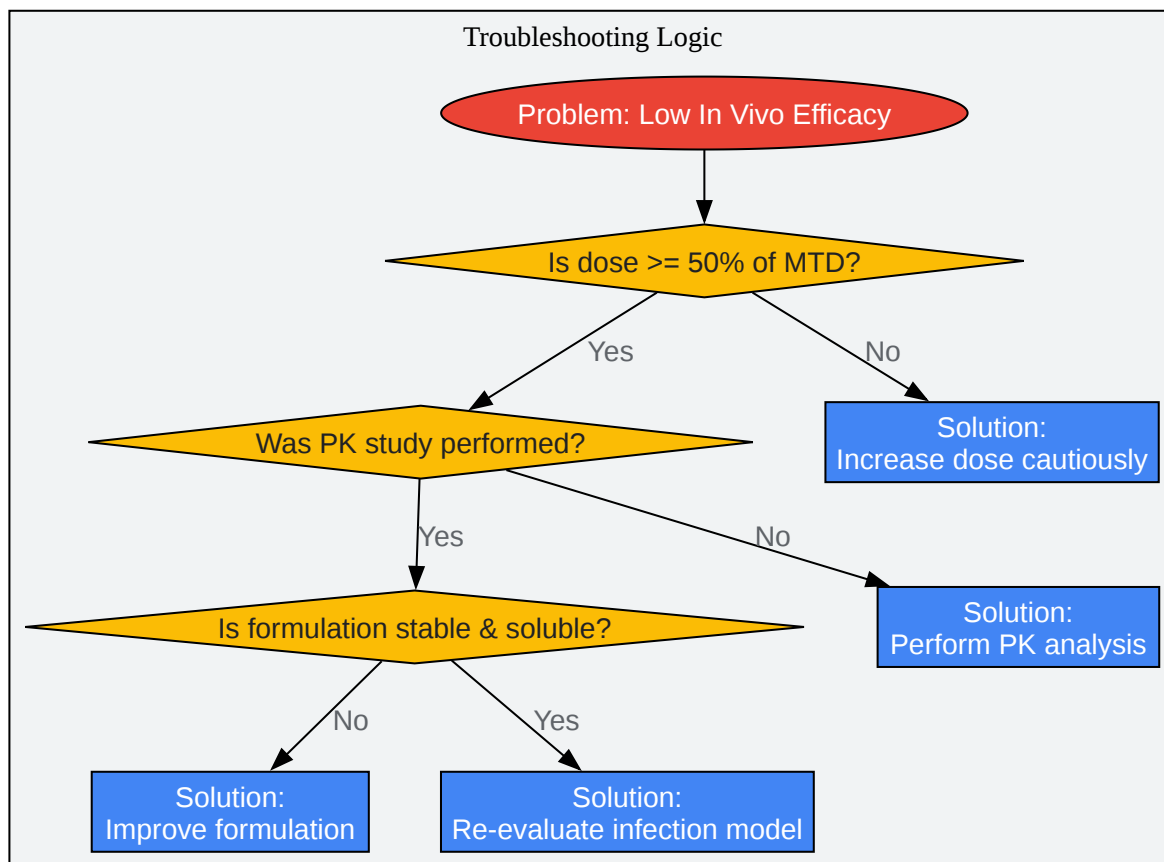 Troubleshooting Logic
Problem: Low In Vivo Efficacy
Is dose >= 50% of MTD?
Yes
No
Solution:
Increase dose cautiously
Was PK study performed?
Yes
No
Solution:
Perform PK analysis
Is formulation stable & soluble?
No
Yes
Solution:
Improve formulation
Solution:
Re-evaluate infection model